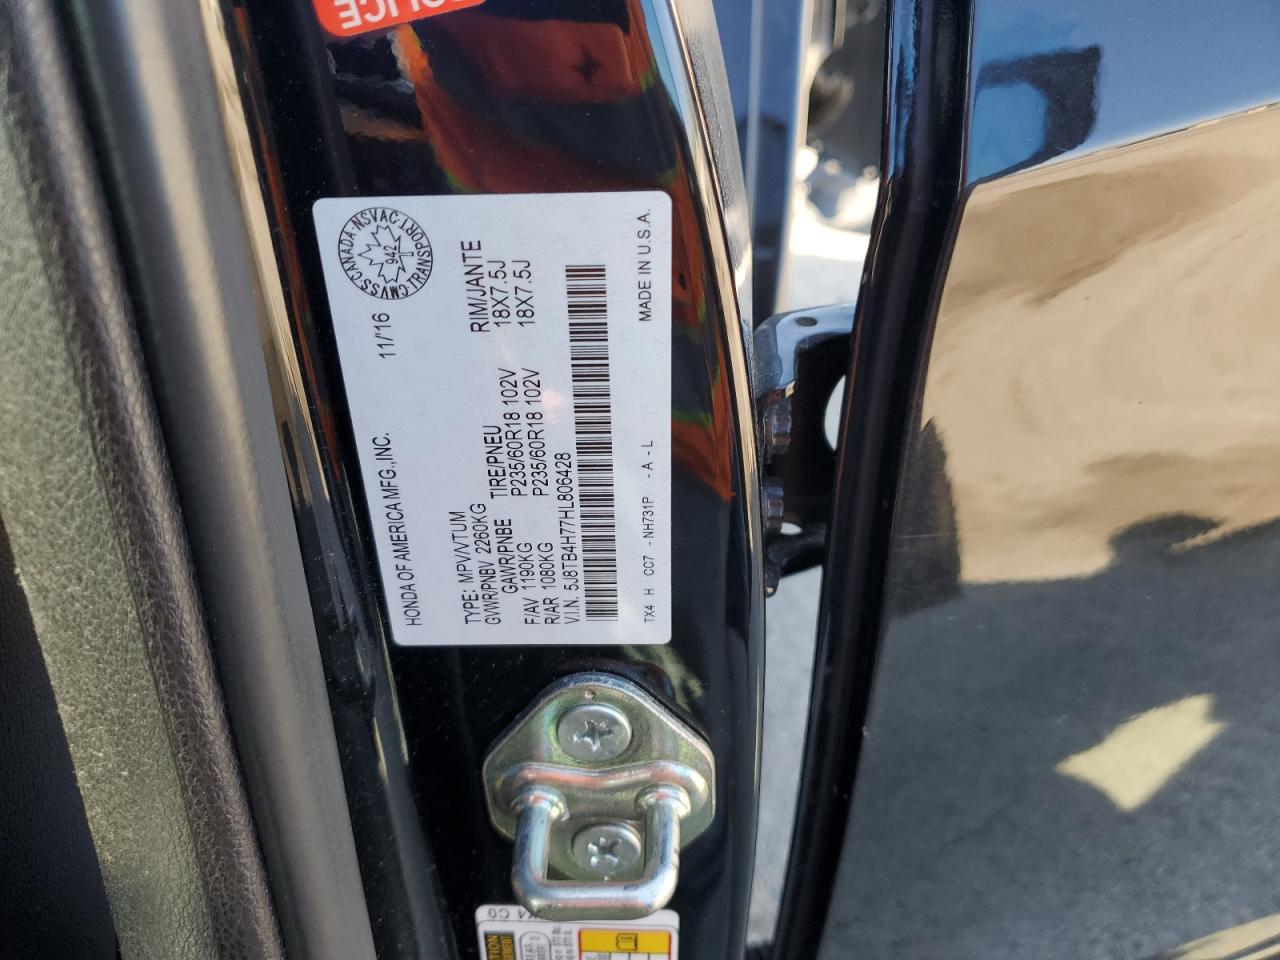 POLICE
CMVSS·CANADA·NSVAC·TRANSPORT
942
HONDA OF AMERICA MFG.,INC.    11/'16
TYPE: MPV/VTUM
GVWR/PNBV 2260KG
GAWR/PNBE TIRE/PNEU RIM/JANTE
F/AV 1190KG P235/60R18 102V 18X7.5J
R/AR 1080KG P235/60R18 102V 18X7.5J
V.I.N. 5J8TB4H77HL806428
TX4 H CC7 - NH731P - A - L MADE IN U.S.A.